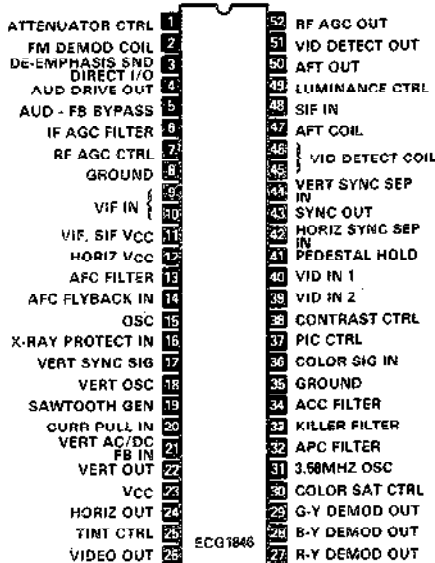 ATTENUATOR CTRL 1
FM DEMOD COIL 2
DE-EMPHASIS SND DIRECT I/O 3
AUD DRIVE OUT 4
AUD - FB BYPASS 5
IF AGC FILTER 6
RF AGC CTRL 7
GROUND 8
VIF IN { 9
10
VIF, SIF VCC 11
HORIZ VCC 12
AFC FILTER 13
AFC FLYBACK IN 14
OSC 15
X-RAY PROTECT IN 16
VERT SYNC SIG 17
VERT OSC 18
SAWTOOTH GEN 19
CURR PULL IN 20
VERT AC/DC FB IN 21
VERT OUT 22
VCC 23
HORIZ OUT 24
TINT CTRL 25
VIDEO OUT 26
ECG1846
52 RF AGC OUT
51 VID DETECT OUT
50 AFT OUT
49 LUMINANCE CTRL
48 SIF IN
47 AFT COIL
46 } VID DETECT COIL
45
44 VERT SYNC SEP IN
43 SYNC OUT
42 HORIZ SYNC SEP IN
41 PEDESTAL HOLD
40 VID IN 1
39 VID IN 2
38 CONTRAST CTRL
37 PIC CTRL
36 COLOR SIG IN
35 GROUND
34 ACC FILTER
33 KILLER FILTER
32 APC FILTER
31 3.58MHZ OSC
30 COLOR SAT CTRL
29 G-Y DEMOD OUT
28 B-Y DEMOD OUT
27 R-Y DEMOD OUT